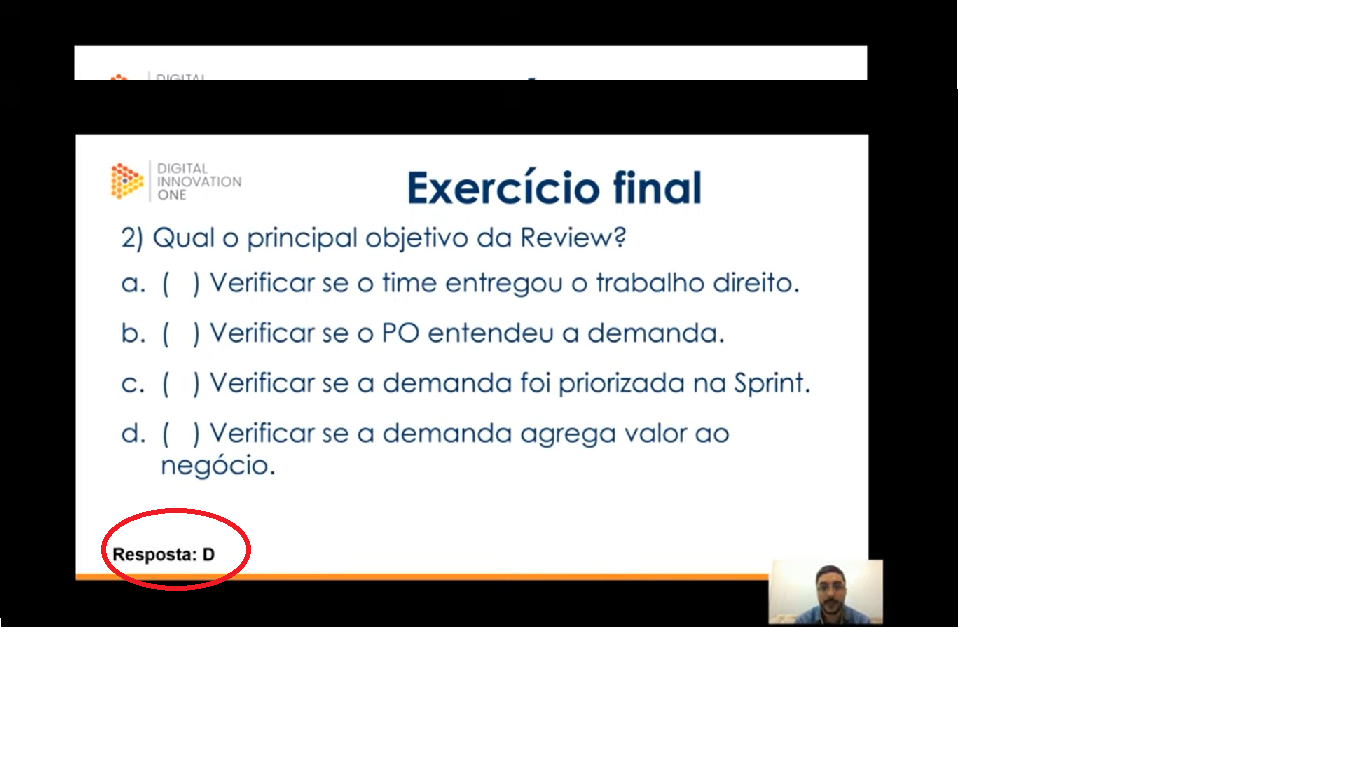 DIGITAL
DIGITAL
INNOVATION
ONE
Exercício final
2) Qual o principal objetivo da Review?
a. ( ) Verificar se o time entregou o trabalho direito.
b. ( ) Verificar se o PO entendeu a demanda.
c. ( ) Verificar se a demanda foi priorizada na Sprint.
d. ( ) Verificar se a demanda agrega valor ao
negócio.
Resposta: D